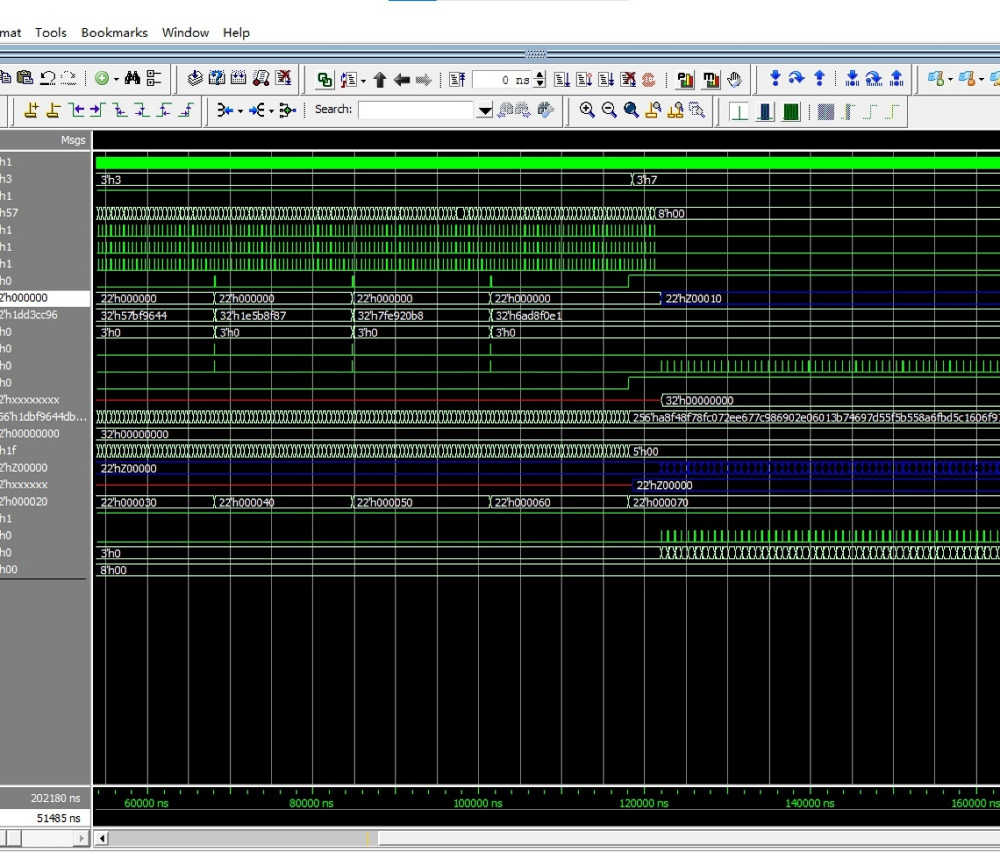 mat Tools Bookmarks Window Help
0 ns
Search:
Msgs
h1
h3 3'h3 3'h7
h1
h57 8'h00
h1
h1
h1
h0
2'h000000 22'h000000 22'h000000 22'h000000 22'h000000 22'hZ00010
2'h1dd3cc96 32'h57bf9644 32'h1e5b8f87 32'h7fe920b8 32'h6ad8f0e1
h0 3'h0 3'h0 3'h0 3'h0
h0
h0
h0
2'hxxxxxxxx 32'h00000000
56'h1dbf9644db... 256'ha8f48f78fc072ee677c986902e06013b74697d55f5b558a6fbd5c1606f91
2'h00000000 32'h00000000
h1f 5'h00
2'hZ00000 22'hZ00000
2'hxxxxxx 22'hZ00000
2'h000020 22'h000030 22'h000040 22'h000050 22'h000060 22'h000070
h1
h0
h0 3'h0
h00 8'h00
202180 ns 60000 ns 80000 ns 100000 ns 120000 ns 140000 ns 160000 ns
51485 ns